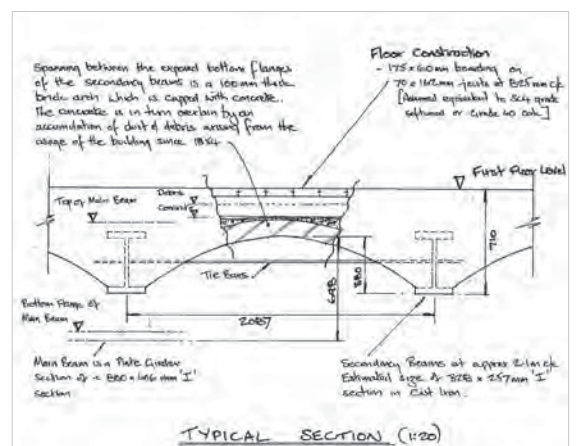 Spanning between the exposed bottom flanges
of the secondary beams is a 100mm thick
brick arch which is capped with concrete.
The concrete is in turn overlain by an
accumulation of dust & debris arising from the
usage of the building since 1854
Floor Construction
- 175 x 60mm boarding on
70 x 162mm joists at 825mm c/c
[Assumed equivalent to SC4 grade
softwood or Grade 40 oak]
First Floor Level
Top of Main Beam
Debris
Concrete
Tie Bars
648
380
710
Bottom Flange of
Main Beam
2087
Main Beam is a Plate Girder
Section of
section
Secondary Beams at approx 2.1m c/c
Estimated size of 328 x 257mm 'I'
section in Cast Iron.
TYPICAL SECTION (1:20)